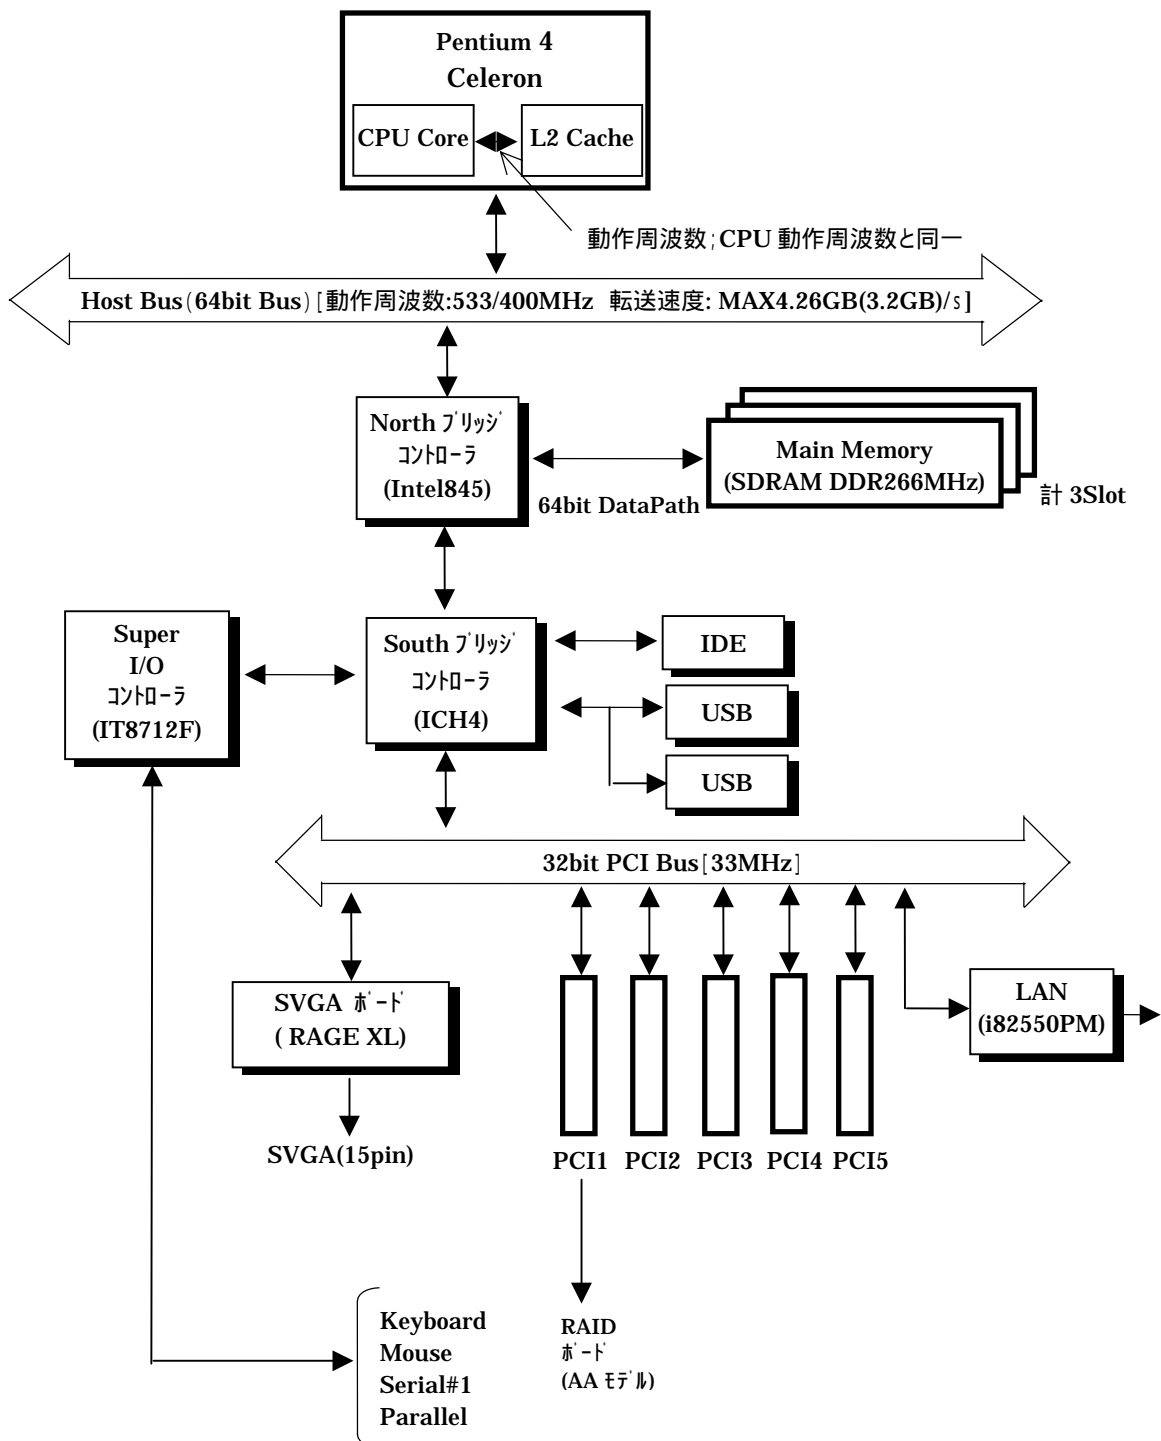 Pentium 4
Celeron
CPU Core
L2 Cache
動作周波数;CPU 動作周波数と同一
Host Bus(64bit Bus) [動作周波数:533/400MHz 転送速度: MAX4.26GB(3.2GB)/s]
North ﾌﾞﾘｯｼﾞ
ｺﾝﾄﾛｰﾗ
(Intel845)
64bit DataPath
Main Memory
(SDRAM DDR266MHz)
計 3Slot
Super
I/O
ｺﾝﾄﾛｰﾗ
(IT8712F)
South ﾌﾞﾘｯｼﾞ
ｺﾝﾄﾛｰﾗ
(ICH4)
IDE
USB
USB
32bit PCI Bus[33MHz]
SVGA ﾎﾞｰﾄﾞ
( RAGE XL)
SVGA(15pin)
PCI1 PCI2 PCI3 PCI4 PCI5
LAN
(i82550PM)
Keyboard
Mouse
Serial#1
Parallel
RAID
ﾎﾞｰﾄﾞ
(AA ﾓﾃﾞﾙ)